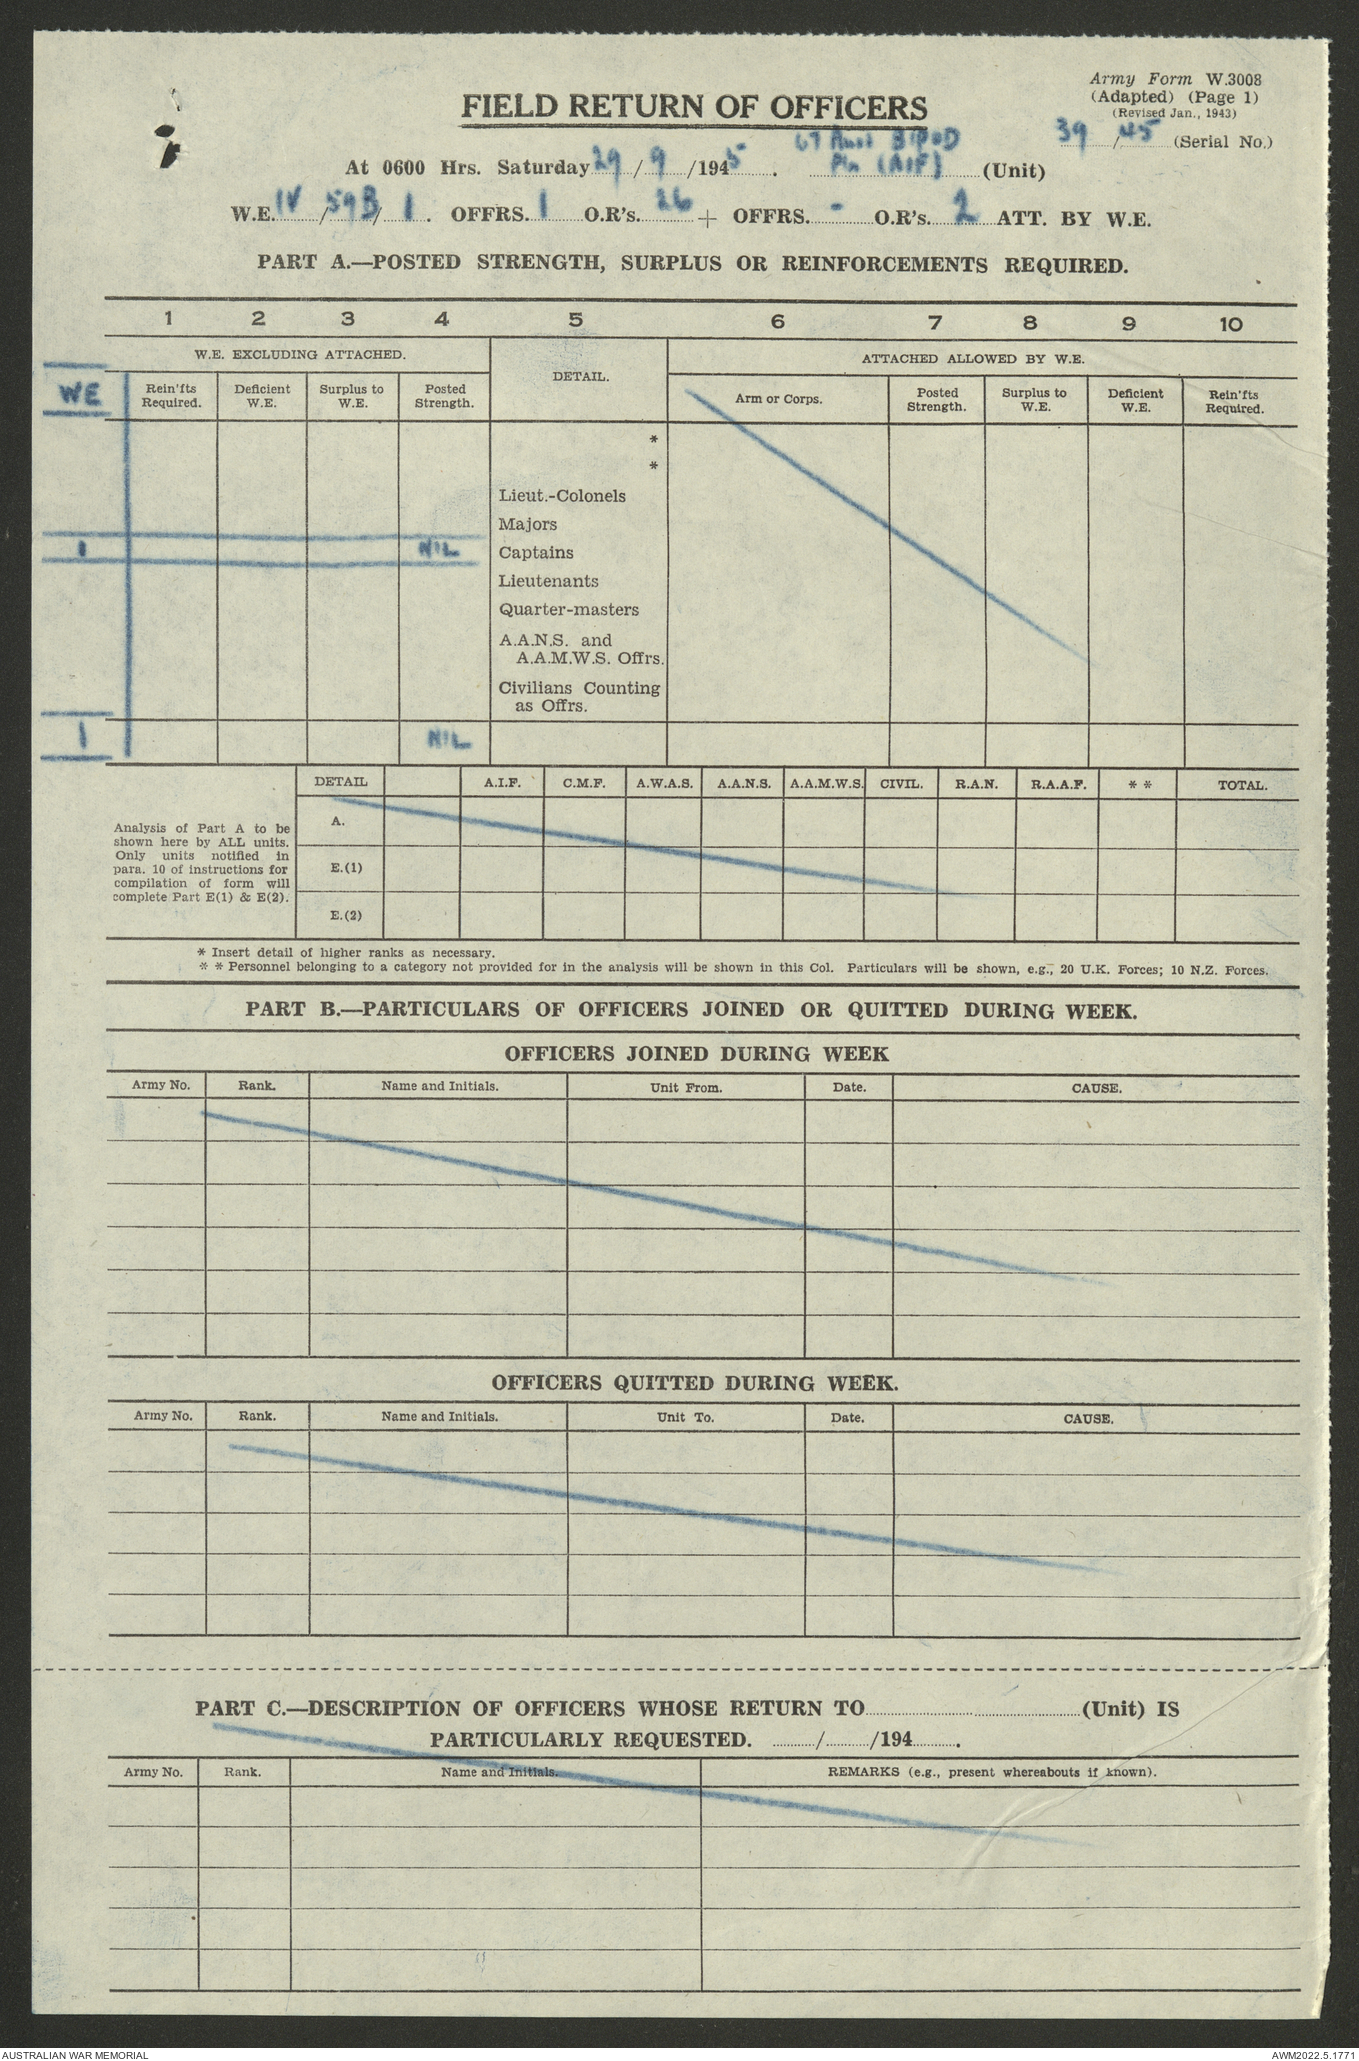 Army Form W.3008
(Adapted) (Page 1)
(Revised Jan., 1943)
FIELD RETURN OF OFFICERS
39 / 45 (Serial No.)
67 Aust
At 0600 Hrs. Saturday 29 / 9 /1945. Pln (AIF) (Unit)
W.E. IV / 59B / 1. OFFRS. 1 O.R's. 26 + OFFRS. - O.R's. 2 ATT. BY W.E.
PART A.—POSTED STRENGTH, SURPLUS OR REINFORCEMENTS REQUIRED.
1 2 3 4 5 6 7 8 9 10
W.E. EXCLUDING ATTACHED. DETAIL. ATTACHED ALLOWED BY W.E.
WE Rein'fts Required. Deficient W.E. Surplus to W.E. Posted Strength. Arm or Corps. Posted Strength. Surplus to W.E. Deficient W.E. Rein'fts Required.
*
*
Lieut.-Colonels
Majors
1 NIL Captains
Lieutenants
Quarter-masters
A.A.N.S. and
A.A.M.W.S. Offrs.
Civilians Counting
as Offrs.
1 NIL
DETAIL A.I.F. C.M.F. A.W.A.S. A.A.N.S. A.A.M.W.S. CIVIL. R.A.N. R.A.A.F. * * TOTAL.
Analysis of Part A to be
shown here by ALL units.
Only units notified in
para. 10 of instructions for
compilation of form will
complete Part E(1) & E(2).
A.
E.(1)
E.(2)
* Insert detail of higher ranks as necessary.
* * Personnel belonging to a category not provided for in the analysis will be shown in this Col. Particulars will be shown, e.g., 20 U.K. Forces; 10 N.Z. Forces.
PART B.—PARTICULARS OF OFFICERS JOINED OR QUITTED DURING WEEK.
OFFICERS JOINED DURING WEEK
Army No. Rank. Name and Initials. Unit From. Date. CAUSE.
OFFICERS QUITTED DURING WEEK.
Army No. Rank. Name and Initials. Unit To. Date. CAUSE.
PART C.—DESCRIPTION OF OFFICERS WHOSE RETURN TO (Unit) IS
PARTICULARLY REQUESTED. / /194 .
Army No. Rank. Name and Initials. REMARKS (e.g., present whereabouts if known).
AUSTRALIAN WAR MEMORIAL AWM2022.5.1771